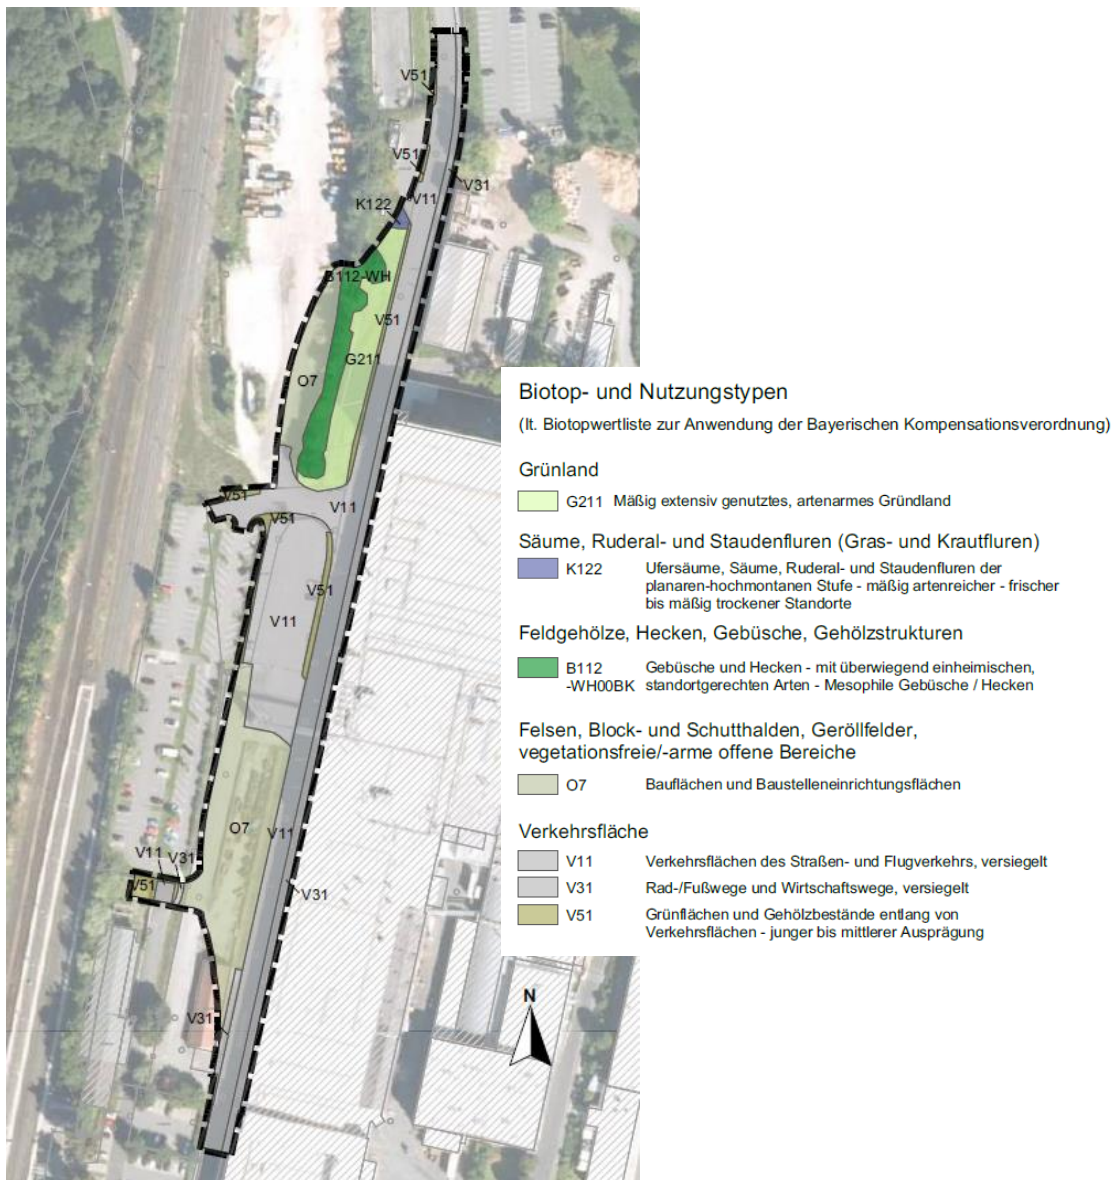 V51
V51
V31
V11
K122
B112-WH
V51
G211
O7
V51
V11
V51
V51
V11
O7
V11
V11
V31
V51
V31
V31
N
Biotop- und Nutzungstypen
(lt. Biotopwertliste zur Anwendung der Bayerischen Kompensationsverordnung)
Grünland
G211 Mäßig extensiv genutztes, artenarmes Gründland
Säume, Ruderal- und Staudenfluren (Gras- und Krautfluren)
K122 Ufersäume, Säume, Ruderal- und Staudenfluren der
planaren-hochmontanen Stufe - mäßig artenreicher - frischer
bis mäßig trockener Standorte
Feldgehölze, Hecken, Gebüsche, Gehölzstrukturen
B112 Gebüsche und Hecken - mit überwiegend einheimischen,
-WH00BK standortgerechten Arten - Mesophile Gebüsche / Hecken
Felsen, Block- und Schutthalden, Geröllfelder,
vegetationsfreie/-arme offene Bereiche
O7 Bauflächen und Baustelleneinrichtungsflächen
Verkehrsfläche
V11 Verkehrsflächen des Straßen- und Flugverkehrs, versiegelt
V31 Rad-/Fußwege und Wirtschaftswege, versiegelt
V51 Grünflächen und Gehölzbestände entlang von
Verkehrsflächen - junger bis mittlerer Ausprägung